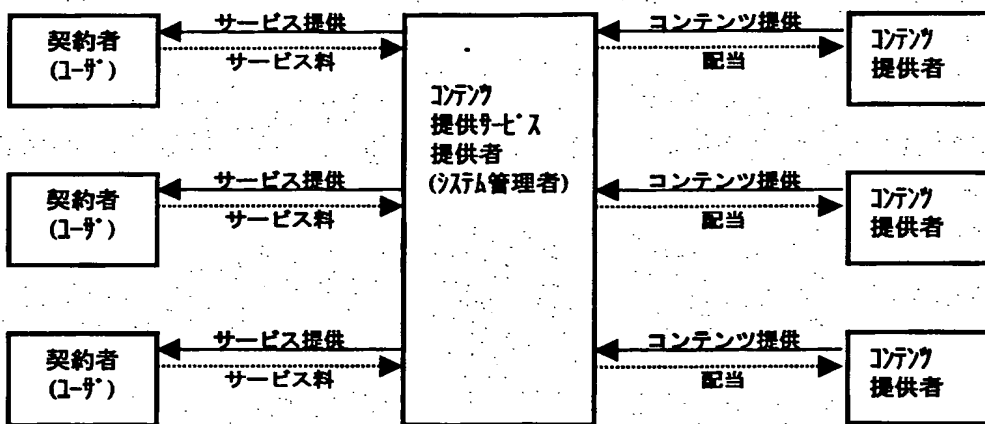 契約者
(ﾕｰｻﾞ)
サービス提供
サービス料
ｺﾝﾃﾝﾂ
提供ｻｰﾋﾞｽ
提供者
(ｼｽﾃﾑ管理者)
コンテンツ提供
配当
ｺﾝﾃﾝﾂ
提供者
契約者
(ﾕｰｻﾞ)
サービス提供
サービス料
コンテンツ提供
配当
ｺﾝﾃﾝﾂ
提供者
契約者
(ﾕｰｻﾞ)
サービス提供
サービス料
コンテンツ提供
配当
ｺﾝﾃﾝﾂ
提供者